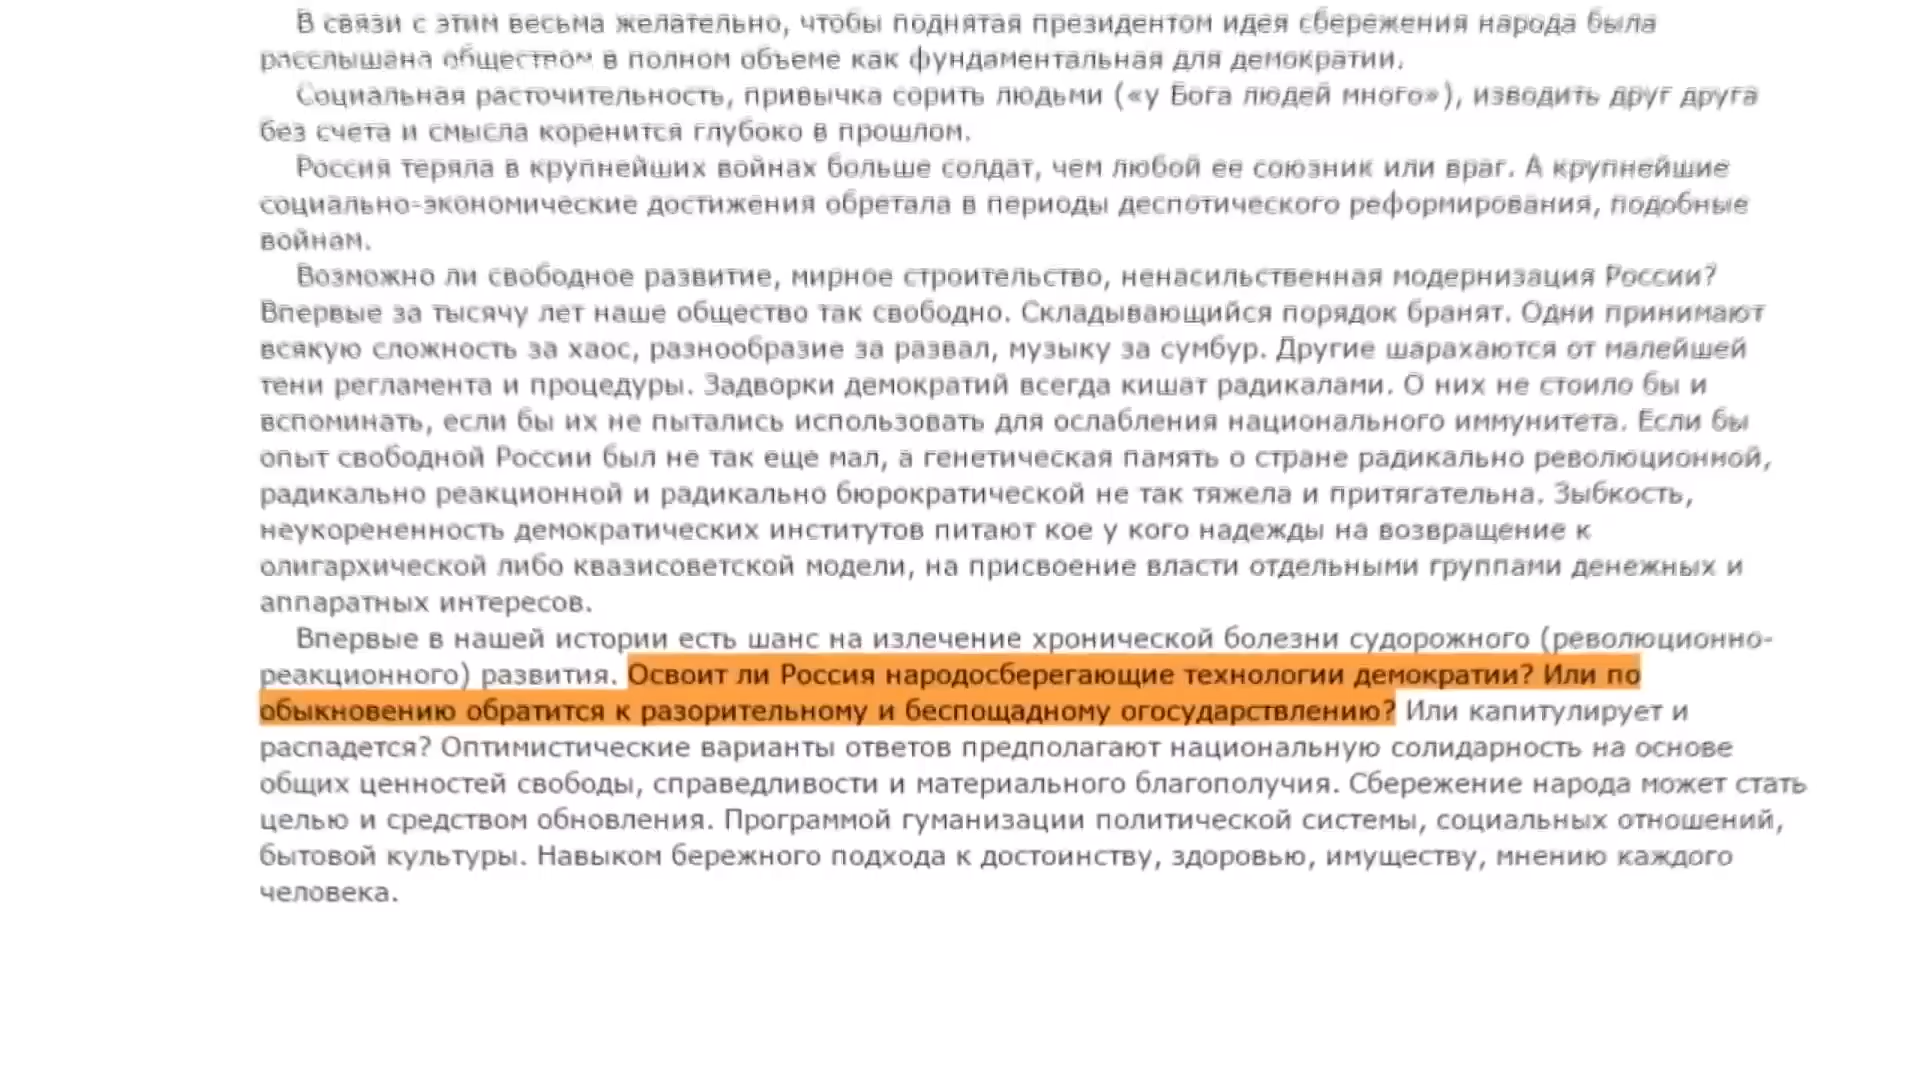 В связи с этим весьма желательно, чтобы поднятая президентом идея сбережения народа была
расслышана обществом в полном объеме как фундаментальная для демократии.
Социальная расточительность, привычка сорить людьми («у Бога людей много»), изводить друг друга
без счета и смысла коренится глубоко в прошлом.
Россия теряла в крупнейших войнах больше солдат, чем любой ее союзник или враг. А крупнейшие
социально-экономические достижения обретала в периоды деспотического реформирования, подобные
войнам.
Возможно ли свободное развитие, мирное строительство, ненасильственная модернизация России?
Впервые за тысячу лет наше общество так свободно. Складывающийся порядок бранят. Одни принимают
всякую сложность за хаос, разнообразие за развал, музыку за сумбур. Другие шарахаются от малейшей
тени регламента и процедуры. Задворки демократий всегда кишат радикалами. О них не стоило бы и
вспоминать, если бы их не пытались использовать для ослабления национального иммунитета. Если бы
опыт свободной России был не так еще мал, а генетическая память о стране радикально революционной,
радикально реакционной и радикально бюрократической не так тяжела и притягательна. Зыбкость,
неукорененность демократических институтов питают кое у кого надежды на возвращение к
олигархической либо квазисоветской модели, на присвоение власти отдельными группами денежных и
аппаратных интересов.
Впервые в нашей истории есть шанс на излечение хронической болезни судорожного (революционно-
реакционного) развития. Освоит ли Россия народосберегающие технологии демократии? Или по
обыкновению обратится к разорительному и беспощадному огосударствлению? Или капитулирует и
распадется? Оптимистические варианты ответов предполагают национальную солидарность на основе
общих ценностей свободы, справедливости и материального благополучия. Сбережение народа может стать
целью и средством обновления. Программой гуманизации политической системы, социальных отношений,
бытовой культуры. Навыком бережного подхода к достоинству, здоровью, имуществу, мнению каждого
человека.